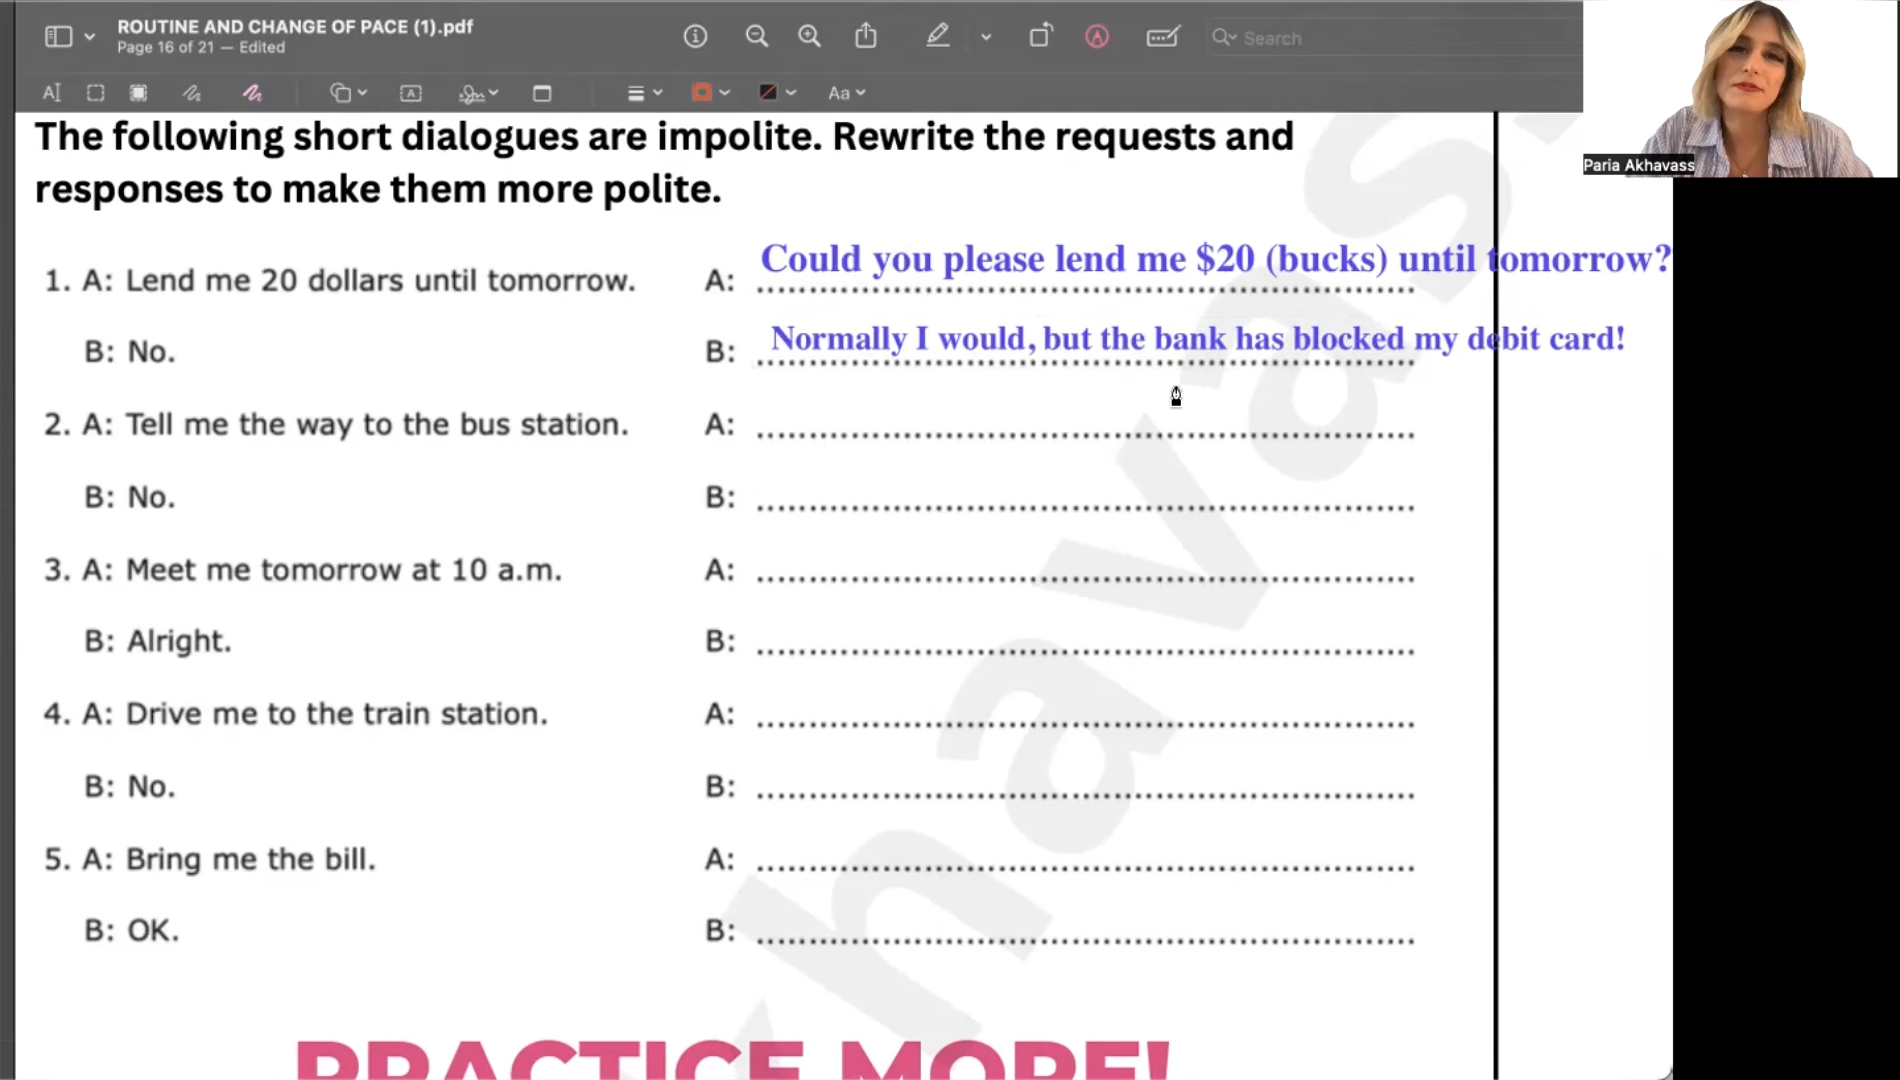 ROUTINE AND CHANGE OF PACE (1).pdf
Page 16 of 21 — Edited
Search
Aa
Paria Akhavass
The following short dialogues are impolite. Rewrite the requests and
responses to make them more polite.
1. A: Lend me 20 dollars until tomorrow. A: Could you please lend me $20 (bucks) until tomorrow?
B: No. B: Normally I would, but the bank has blocked my debit card!
2. A: Tell me the way to the bus station. A:
B: No. B:
3. A: Meet me tomorrow at 10 a.m. A:
B: Alright. B:
4. A: Drive me to the train station. A:
B: No. B:
5. A: Bring me the bill. A:
B: OK. B:
PRACTICE MORE!